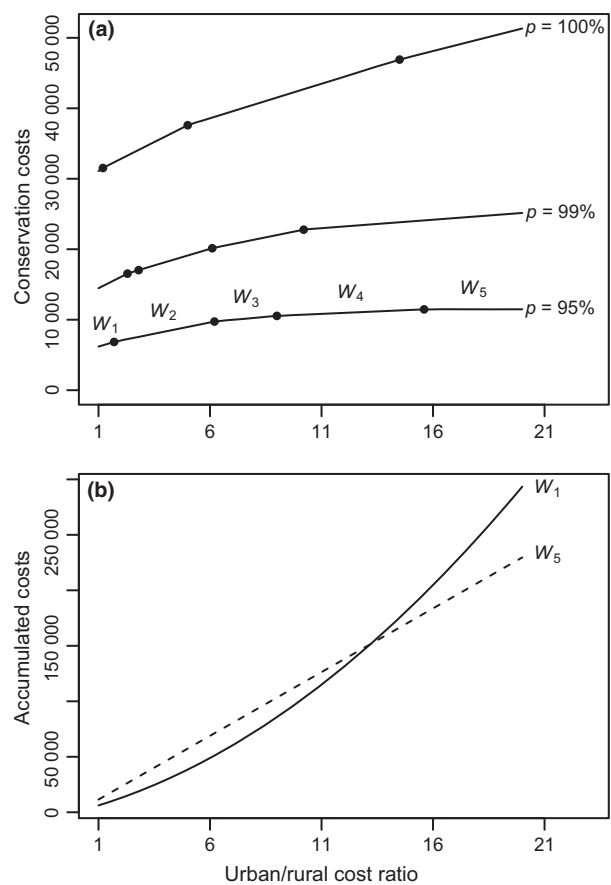 (a)
p = 100%
p = 99%
p = 95%
W1
W2
W3
W4
W5
Conservation costs
0
10 000
20 000
30 000
40 000
50 000
1
6
11
16
21
(b)
W1
W5
Accumulated costs
0
50 000
150 000
250 000
1
6
11
16
21
Urban/rural cost ratio